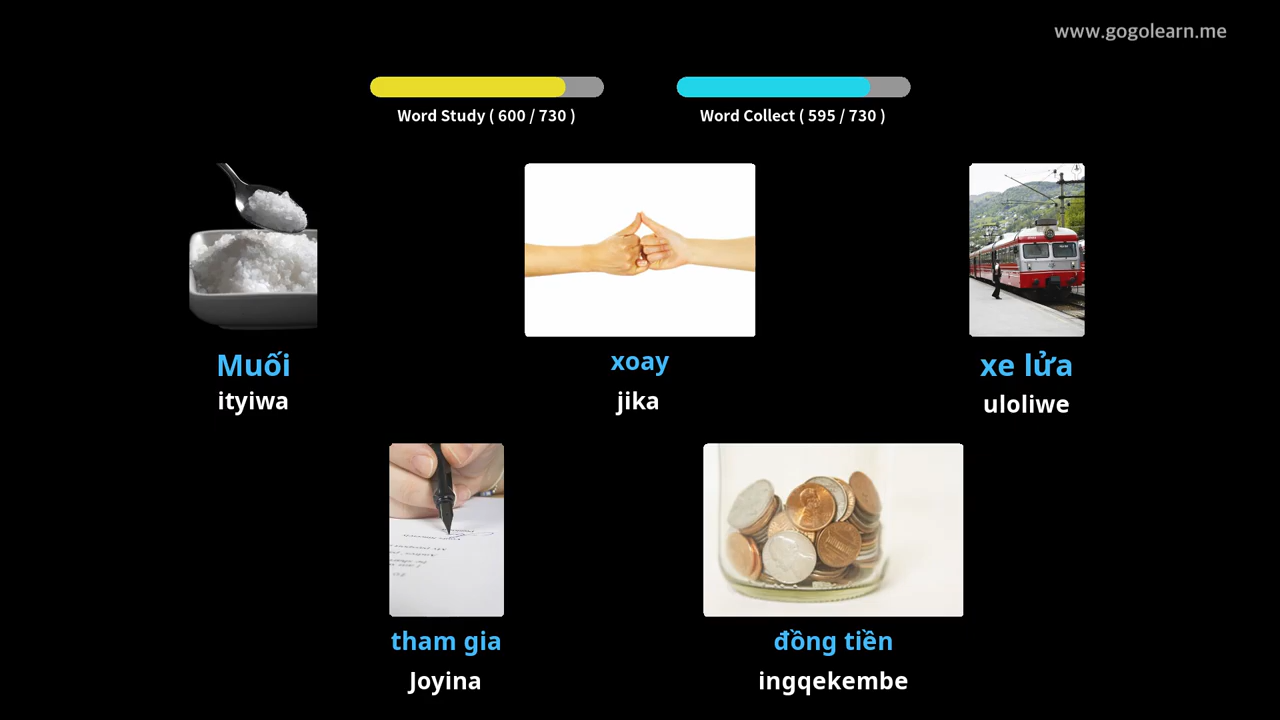 www.gogolearn.me
Word Study ( 600 / 730 )
Word Collect ( 595 / 730 )
Muối
ityiwa
xoay
jika
xe lửa
uloliwe
tham gia
Joyina
đồng tiền
ingqekembe